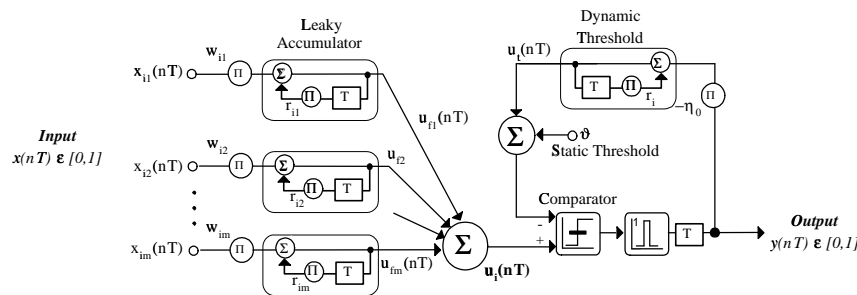 Leaky
Accumulator
Dynamic
Threshold
w_i1
x_i1(nT)
Π
Σ
r_i1
Π
T
u_f1(nT)
u_t(nT)
T
Π
Σ
r_i
Π
−η_0
Input
x(nT) ε [0,1]
w_i2
x_i2(nT)
Π
Σ
r_i2
Π
T
u_f2
Σ
ϑ
Static Threshold
w_im
x_im(nT)
Π
Σ
r_im
Π
T
u_fm(nT)
Σ
u_i(nT)
Comparator
-
+
1
T
Output
y(nT) ε [0,1]